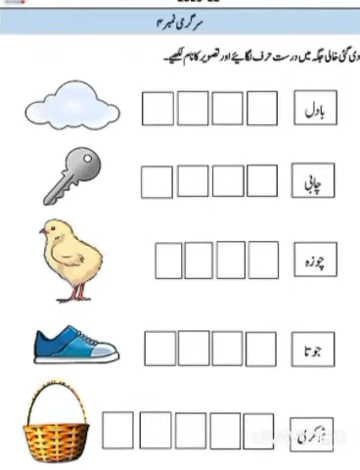 سرگرمی نمبر ۴
دی گئی خالی جگہ میں درست حرف لگائیے اور تصویر کا نام لکھیے۔
بادل
چابی
چوزہ
جوتا
ٹوکری